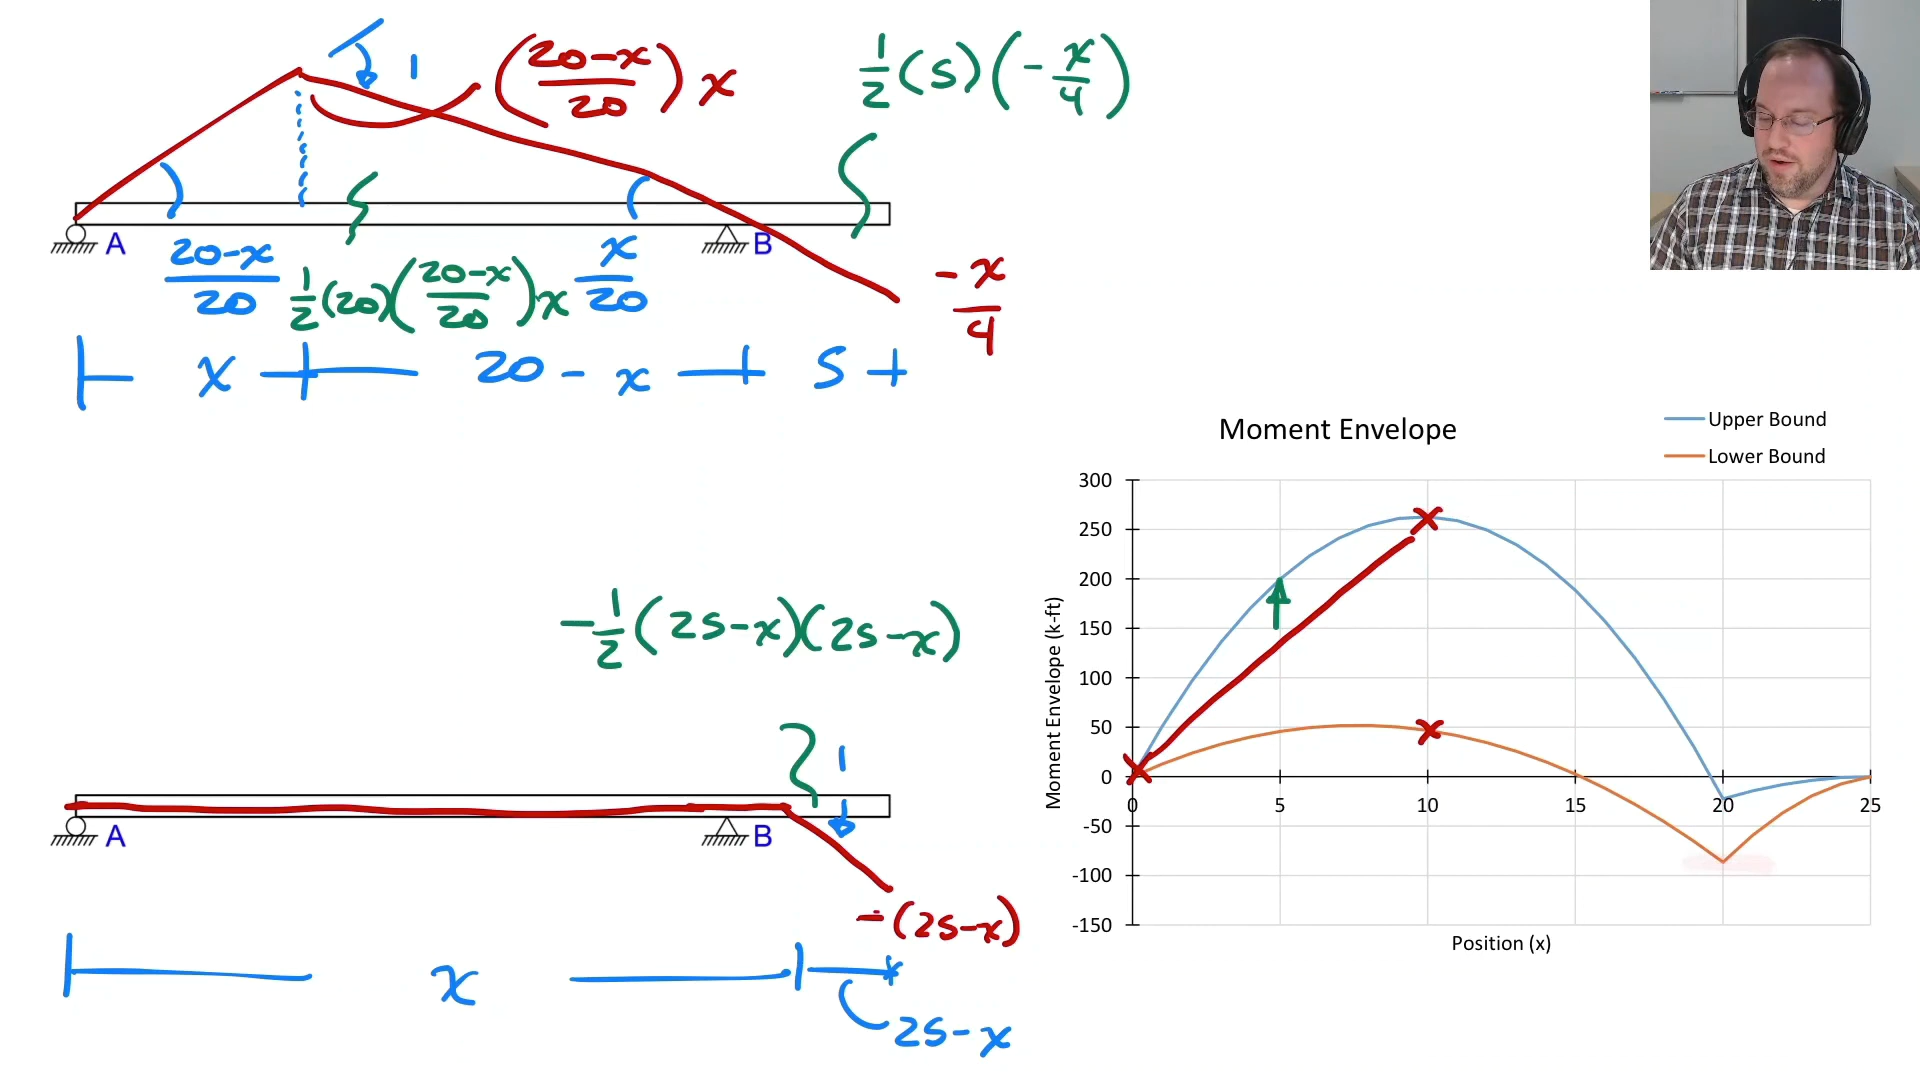 1
(20-x/20) x
1/2 (5) (-x/4)
A
B
20-x/20
1/2 (20) (20-x/20) x
x/20
-x/4
x
20 - x
5
Moment Envelope
Upper Bound
Lower Bound
Moment Envelope (k-ft)
300
250
200
150
100
50
0
-50
-100
-150
0 5 10 15 20 25
Position (x)
-1/2 (25-x)(25-x)
1
A
B
-(25-x)
x
25-x